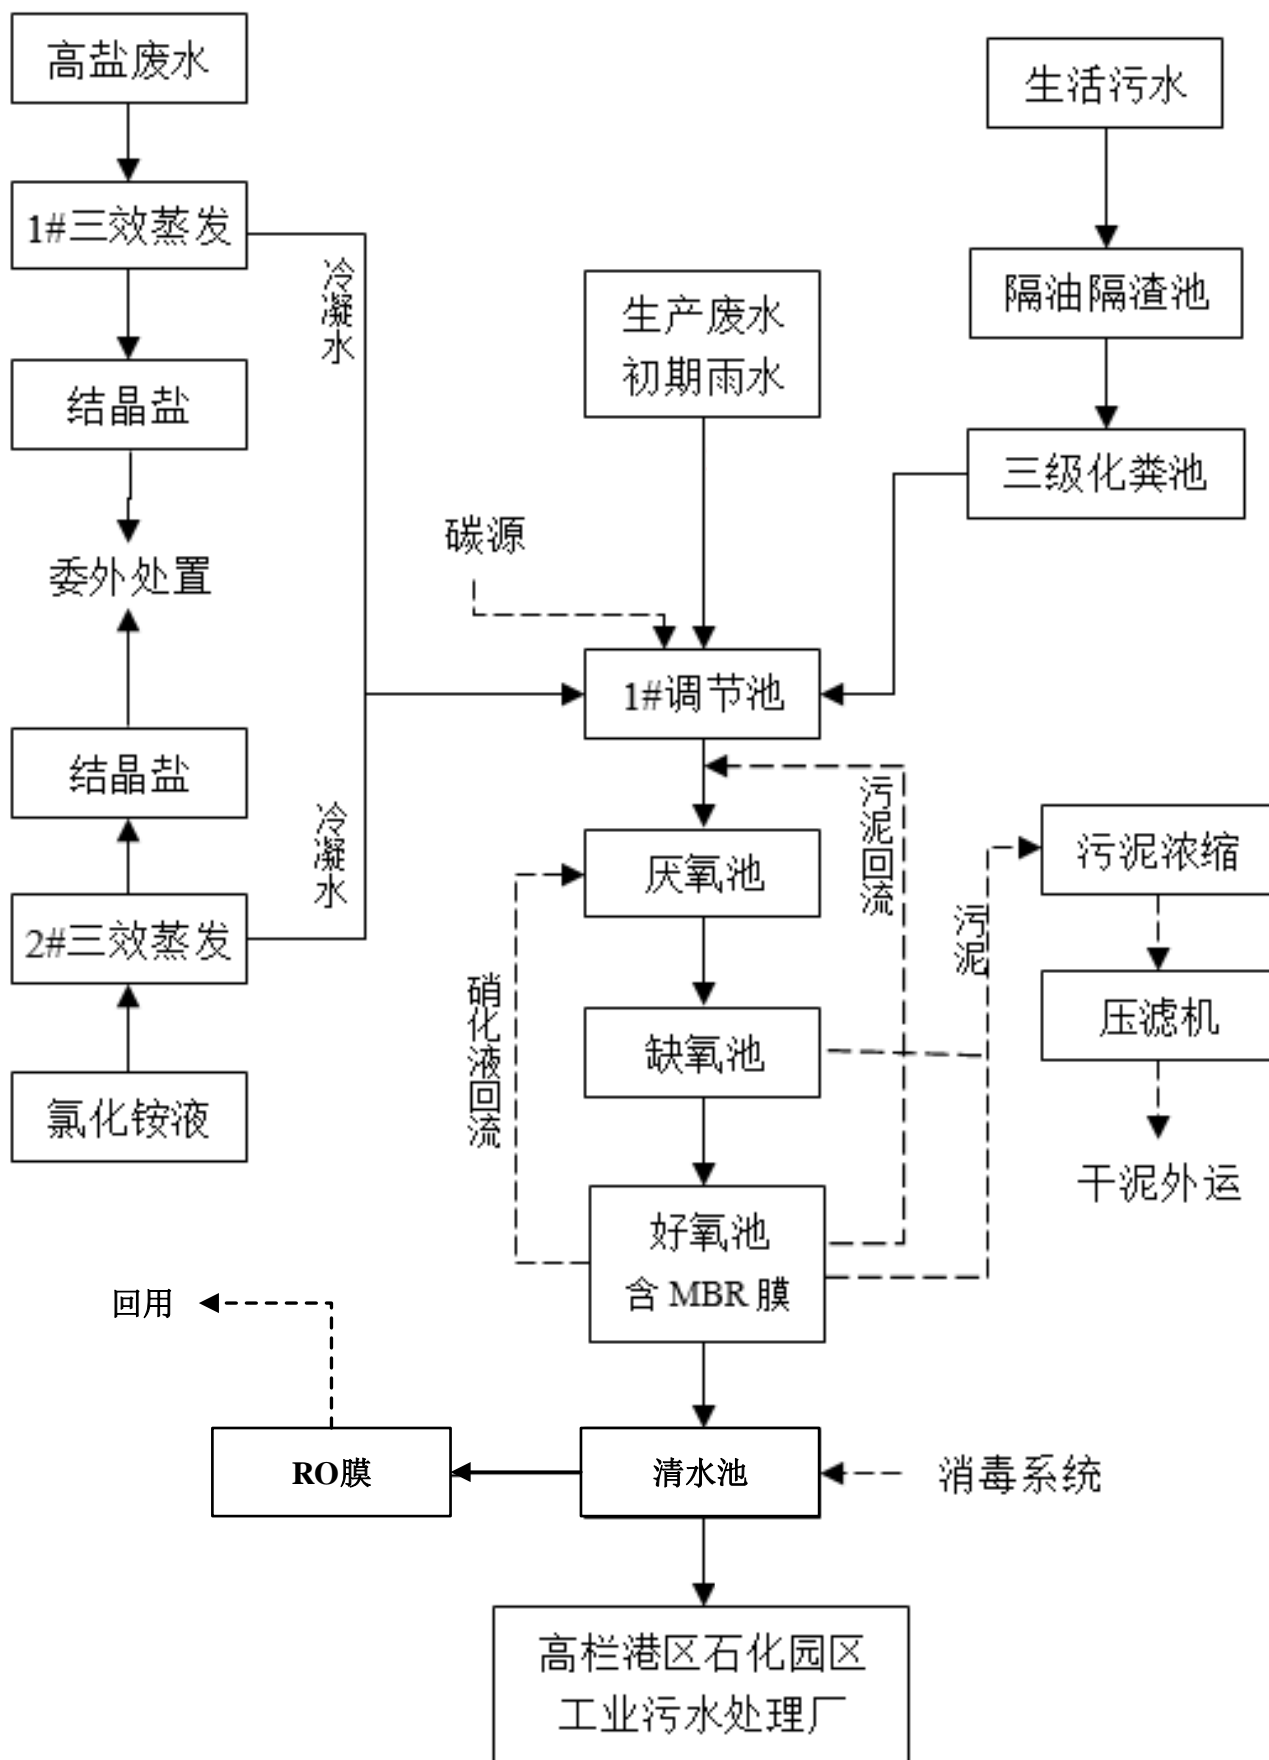 高盐废水
生活污水
1#三效蒸发
冷凝水
隔油隔渣池
生产废水
初期雨水
结晶盐
三级化粪池
碳源
委外处置
1#调节池
结晶盐
冷凝水
污泥回流
污泥浓缩
厌氧池
污泥
2#三效蒸发
硝化液回流
压滤机
缺氧池
氯化铵液
干泥外运
好氧池
含 MBR 膜
回用
RO膜
清水池
消毒系统
高栏港区石化园区
工业污水处理厂